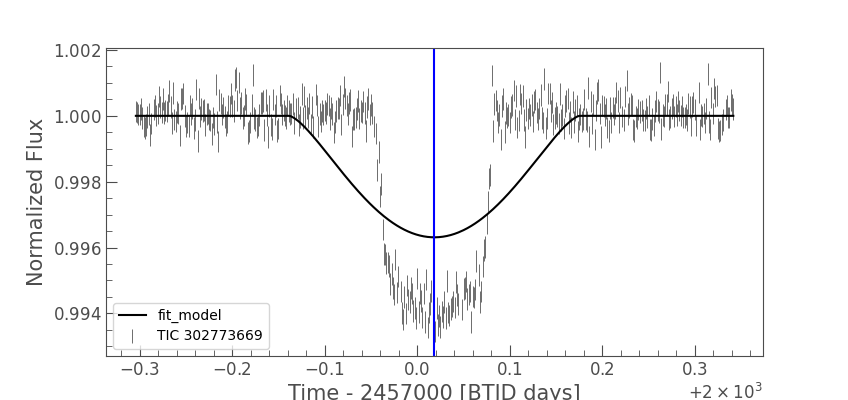 1.002
1.000
0.998
0.996
0.994
Normalized Flux
fit_model
TIC 302773669
−0.3 −0.2 −0.1 0.0 0.1 0.2 0.3
Time - 2457000 [BTJD days]
+2 × 10³